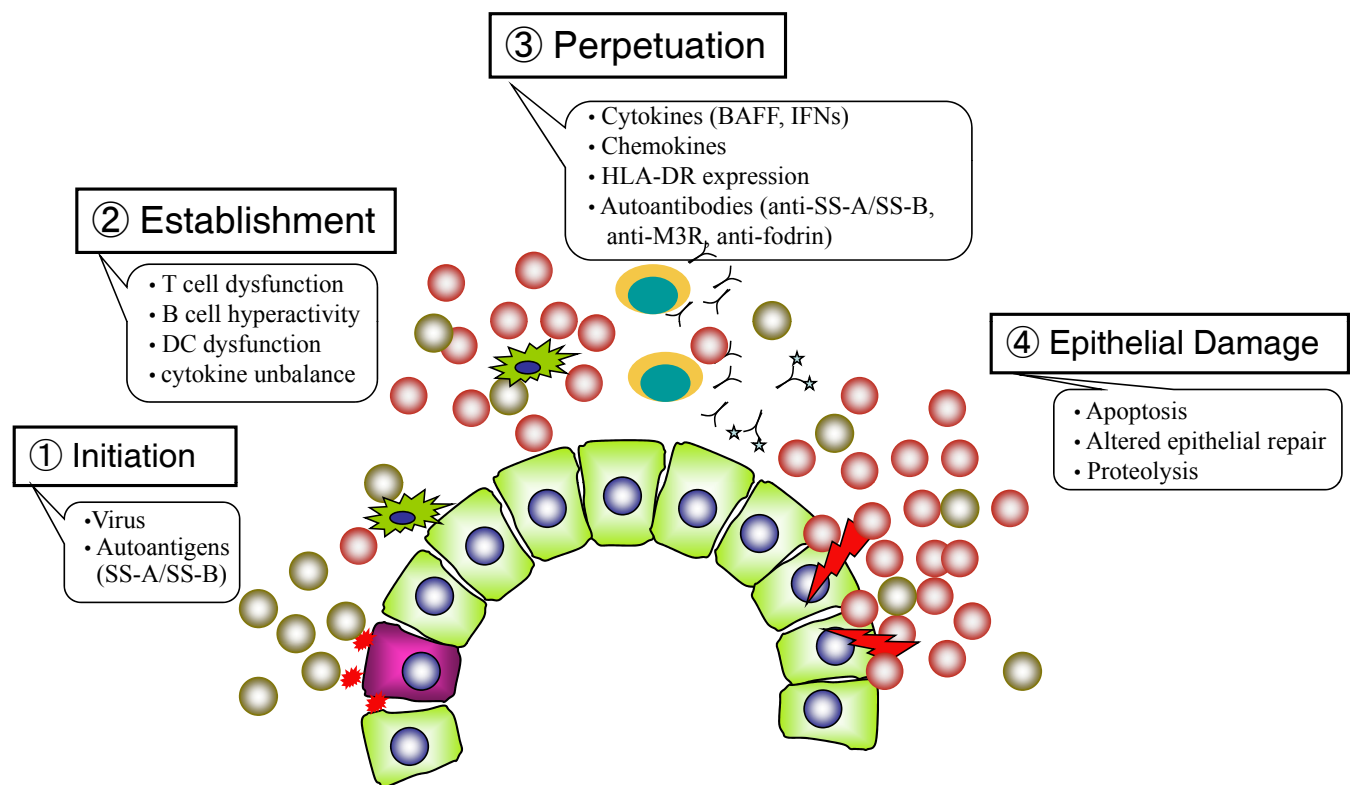 ③ Perpetuation
• Cytokines (BAFF, IFNs)
• Chemokines
• HLA-DR expression
• Autoantibodies (anti-SS-A/SS-B,
anti-M3R, anti-fodrin)
② Establishment
• T cell dysfunction
• B cell hyperactivity
• DC dysfunction
• cytokine unbalance
④ Epithelial Damage
• Apoptosis
• Altered epithelial repair
• Proteolysis
① Initiation
•Virus
• Autoantigens
(SS-A/SS-B)